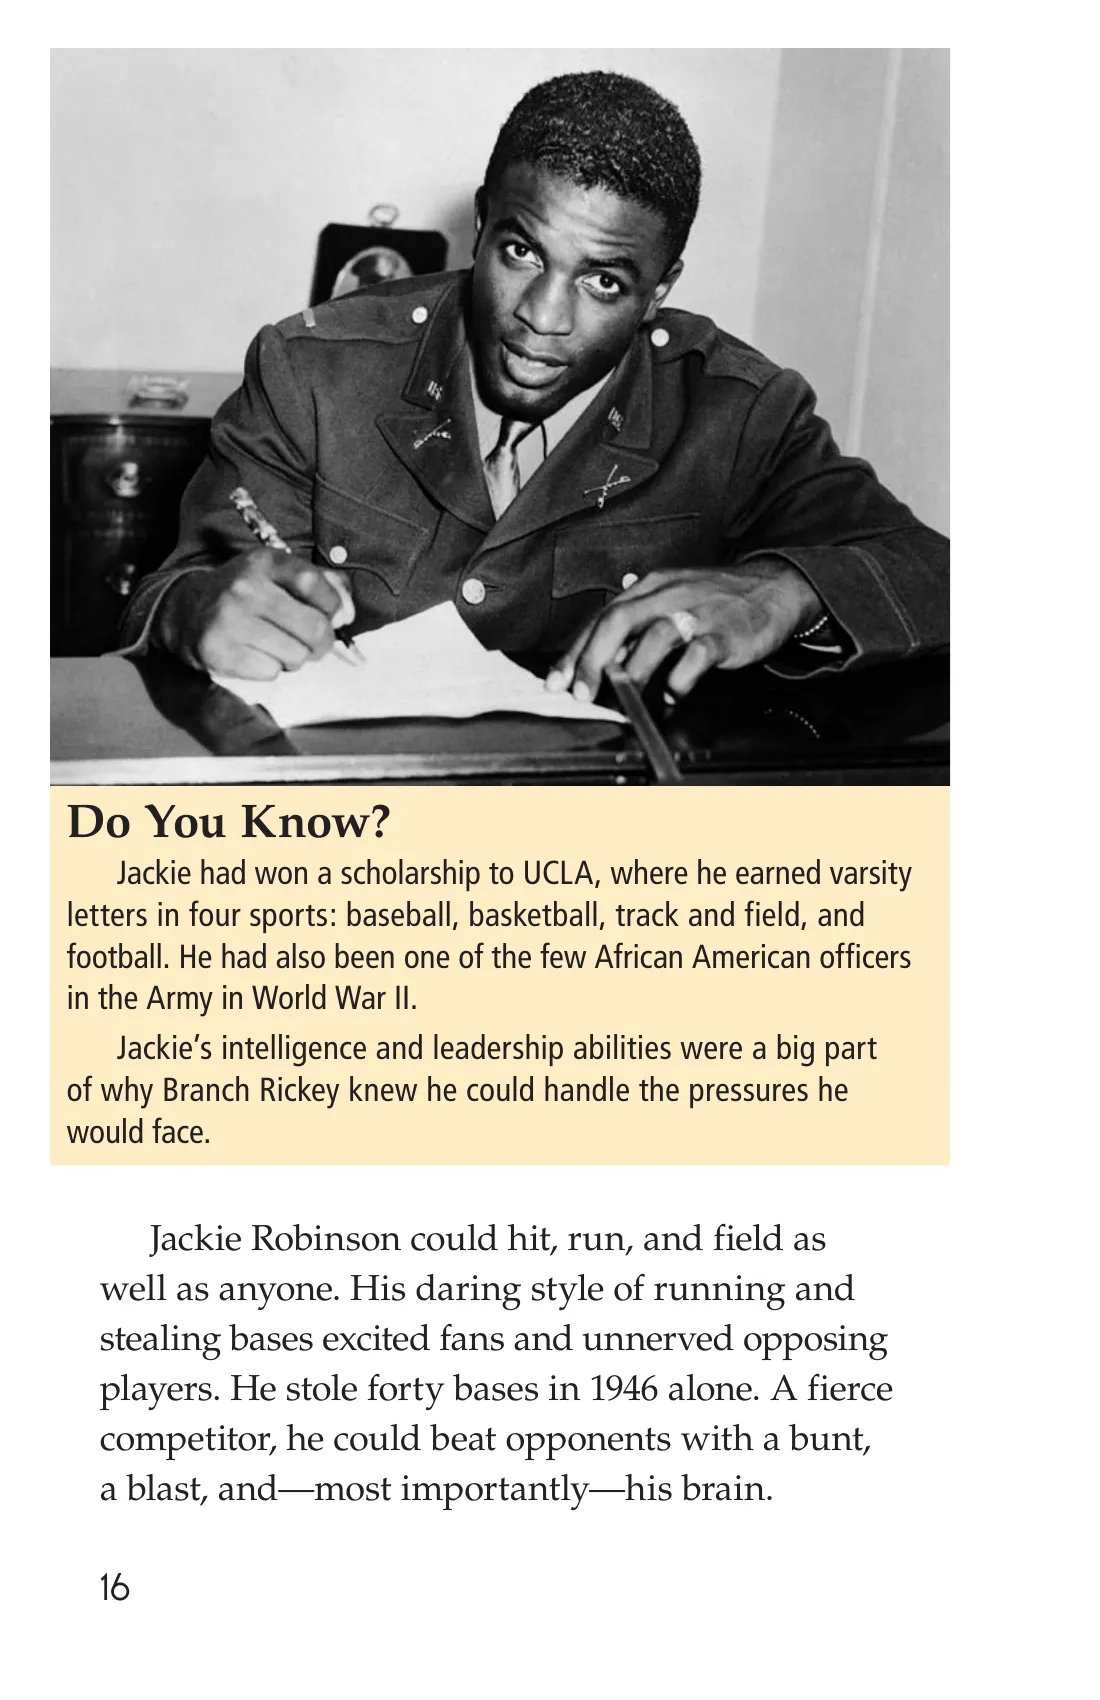 Do You Know?
Jackie had won a scholarship to UCLA, where he earned varsity
letters in four sports: baseball, basketball, track and field, and
football. He had also been one of the few African American officers
in the Army in World War II.
Jackie’s intelligence and leadership abilities were a big part
of why Branch Rickey knew he could handle the pressures he
would face.
Jackie Robinson could hit, run, and field as
well as anyone. His daring style of running and
stealing bases excited fans and unnerved opposing
players. He stole forty bases in 1946 alone. A fierce
competitor, he could beat opponents with a bunt,
a blast, and—most importantly—his brain.
16